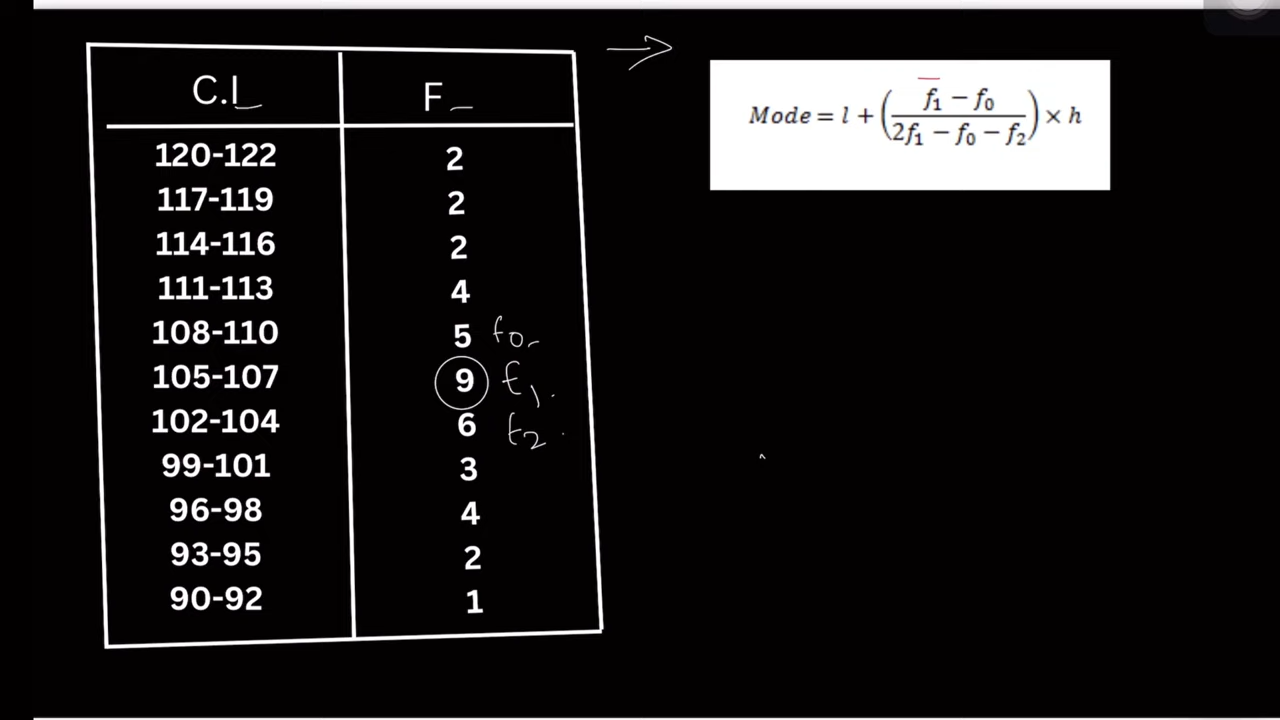 C.I F
120-122 2
117-119 2
114-116 2
111-113 4
108-110 5 f0
105-107 9 f1.
102-104 6 f2
99-101 3
96-98 4
93-95 2
90-92 1
Mode = l + (f₁ − f₀ / 2f₁ − f₀ − f₂) × h